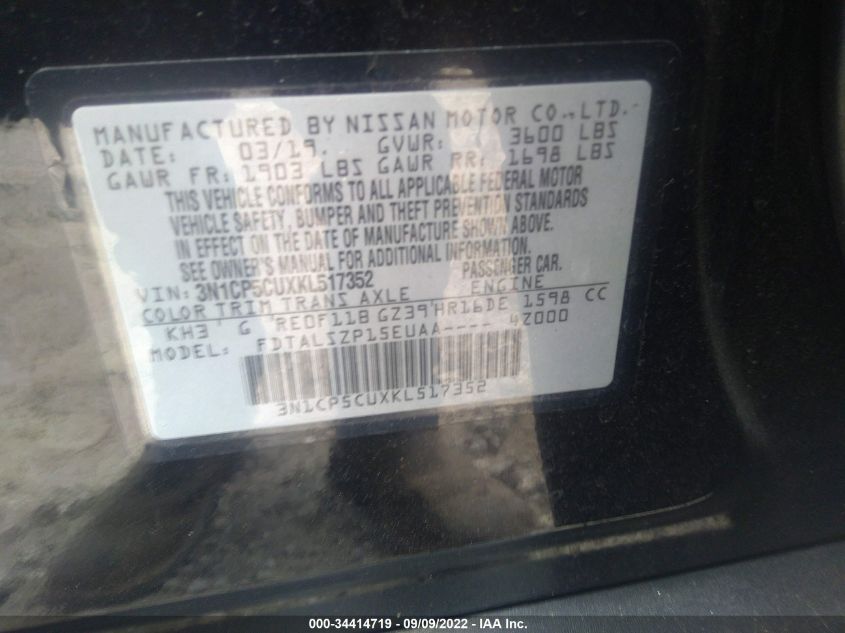 MANUFACTURED BY NISSAN MOTOR CO., LTD.
DATE: 03/19 GVWR: 3600 LBS
GAWR FR: 1903 LBS GAWR RR: 1698 LBS
THIS VEHICLE CONFORMS TO ALL APPLICABLE FEDERAL MOTOR
VEHICLE SAFETY, BUMPER AND THEFT PREVENTION STANDARDS
IN EFFECT ON THE DATE OF MANUFACTURE SHOWN ABOVE.
SEE OWNER'S MANUAL FOR ADDITIONAL INFORMATION.
VIN: 3N1CP5CUXKL517352 PASSENGER CAR.
COLOR TRIM TRANS AXLE ENGINE
KH3 G RE0F11B GZ39 HR16DE 1598 CC
MODEL: FDTALSZP15EUAA---- 4Z000
3N1CP5CUXKL517352
000-34414719 - 09/09/2022 - IAA Inc.